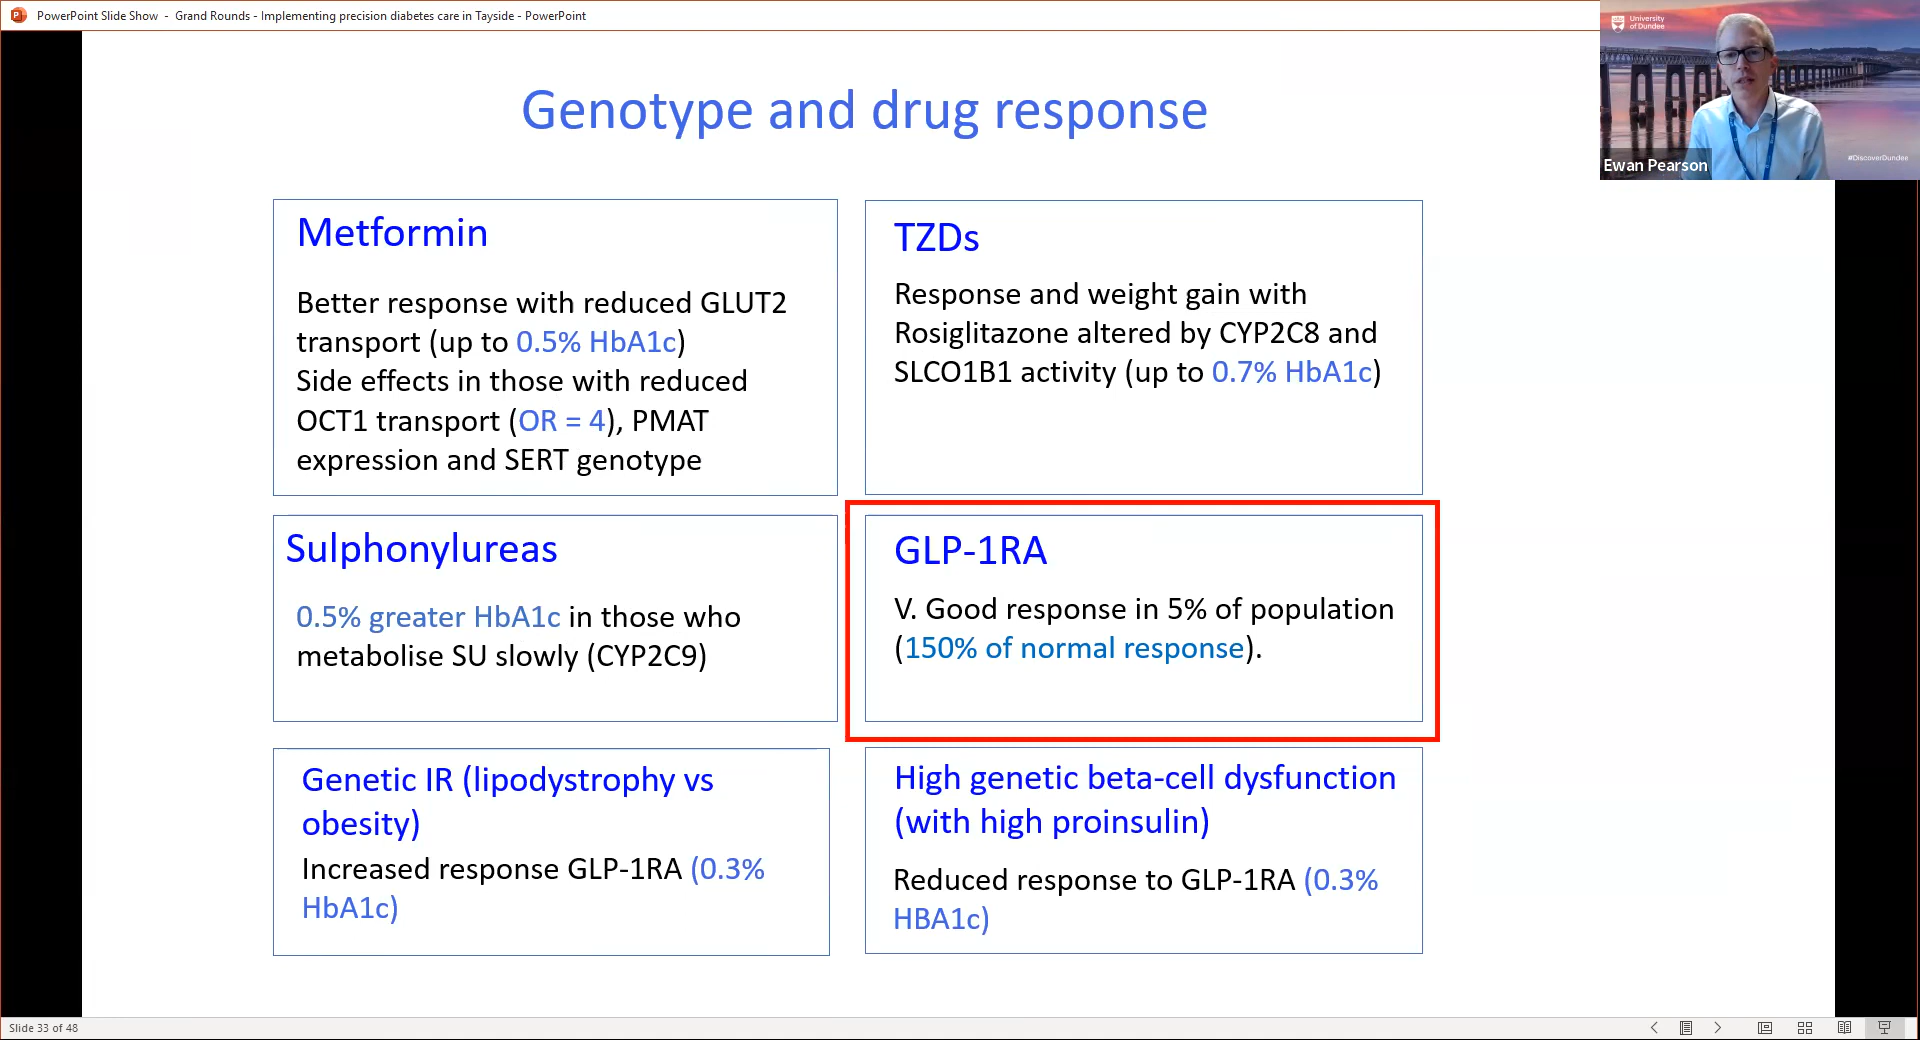 PowerPoint Slide Show - Grand Rounds - Implementing precision diabetes care in Tayside - PowerPoint
University
of Dundee
#DiscoverDundee
Ewan Pearson
Genotype and drug response
Metformin
Better response with reduced GLUT2
transport (up to 0.5% HbA1c)
Side effects in those with reduced
OCT1 transport (OR = 4), PMAT
expression and SERT genotype
TZDs
Response and weight gain with
Rosiglitazone altered by CYP2C8 and
SLCO1B1 activity (up to 0.7% HbA1c)
Sulphonylureas
0.5% greater HbA1c in those who
metabolise SU slowly (CYP2C9)
GLP-1RA
V. Good response in 5% of population
(150% of normal response).
Genetic IR (lipodystrophy vs
obesity)
Increased response GLP-1RA (0.3%
HbA1c)
High genetic beta-cell dysfunction
(with high proinsulin)
Reduced response to GLP-1RA (0.3%
HBA1c)
Slide 33 of 48